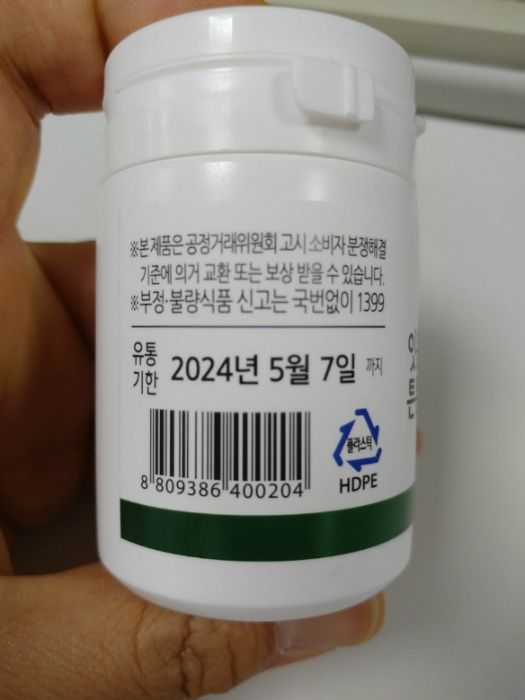 ※본 제품은 공정거래위원회 고시 소비자 분쟁해결
기준에 의거 교환 또는 보상 받을 수 있습니다.
※부정·불량식품 신고는 국번없이 1399
유통
기한 2024년 5월 7일 까지
플라스틱
HDPE
8 809386 400204